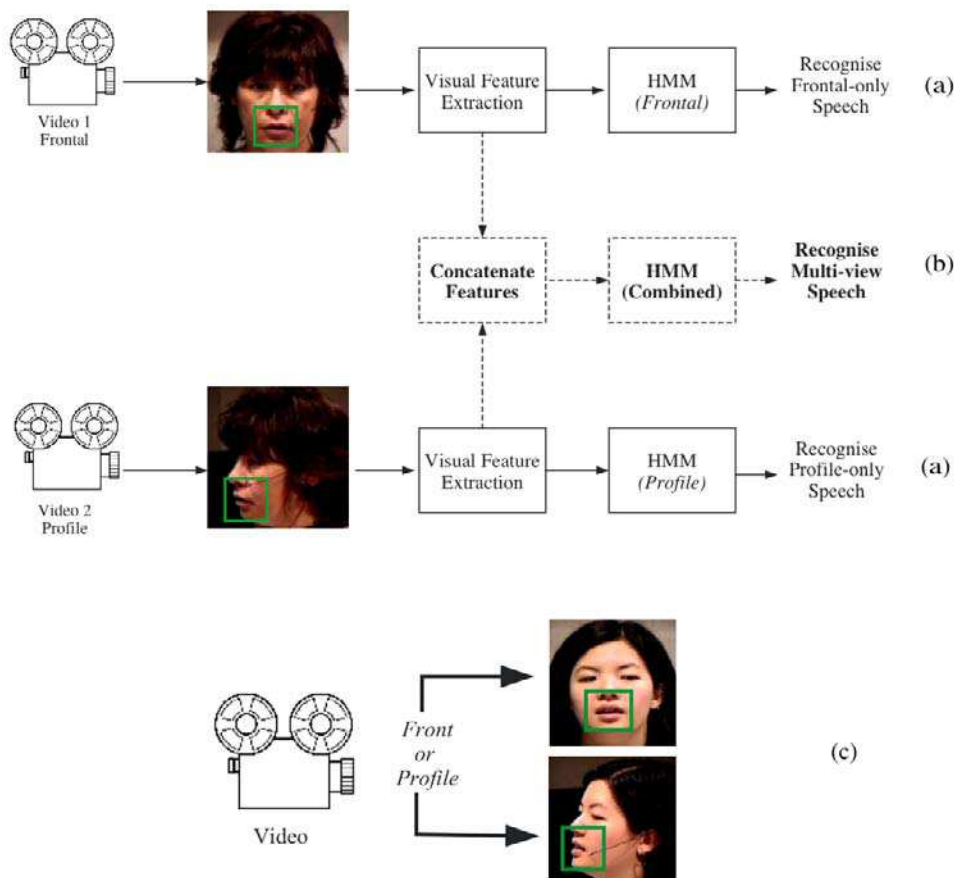 Video 1
Frontal
Visual Feature
Extraction
HMM
(Frontal)
Recognise
Frontal-only
Speech
(a)
Concatenate
Features
HMM
(Combined)
Recognise
Multi-view
Speech
(b)
Video 2
Profile
Visual Feature
Extraction
HMM
(Profile)
Recognise
Profile-only
Speech
(a)
Video
Front
or
Profile
(c)